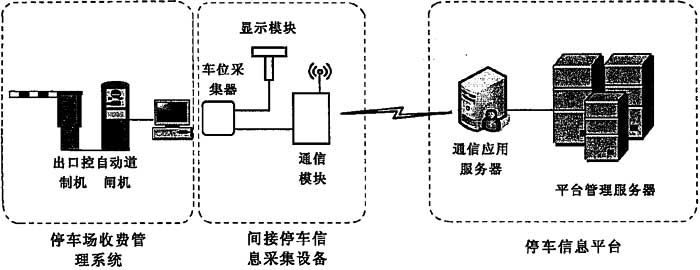 显示模块
车位采
集器
出口控
制机
自动道
闸机
通信
模块
通信应用
服务器
平台管理服务器
停车场收费管
理系统
间接停车信
息采集设备
停车信息平台